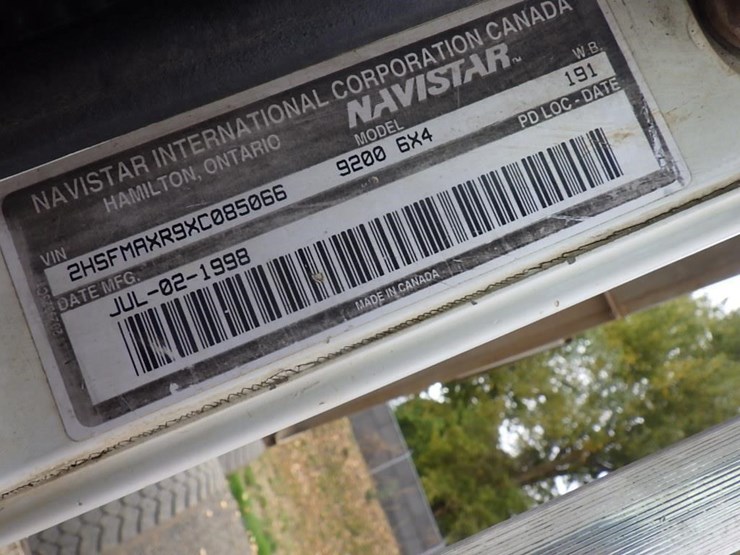 NAVISTAR INTERNATIONAL CORPORATION CANADA
HAMILTON, ONTARIO
NAVISTAR™
VIN
MODEL
W.B.
2HSFMAXR9XC085066
9200 6X4
191
DATE MFG.
PD LOC - DATE
JUL-02-1998
MADE IN CANADA